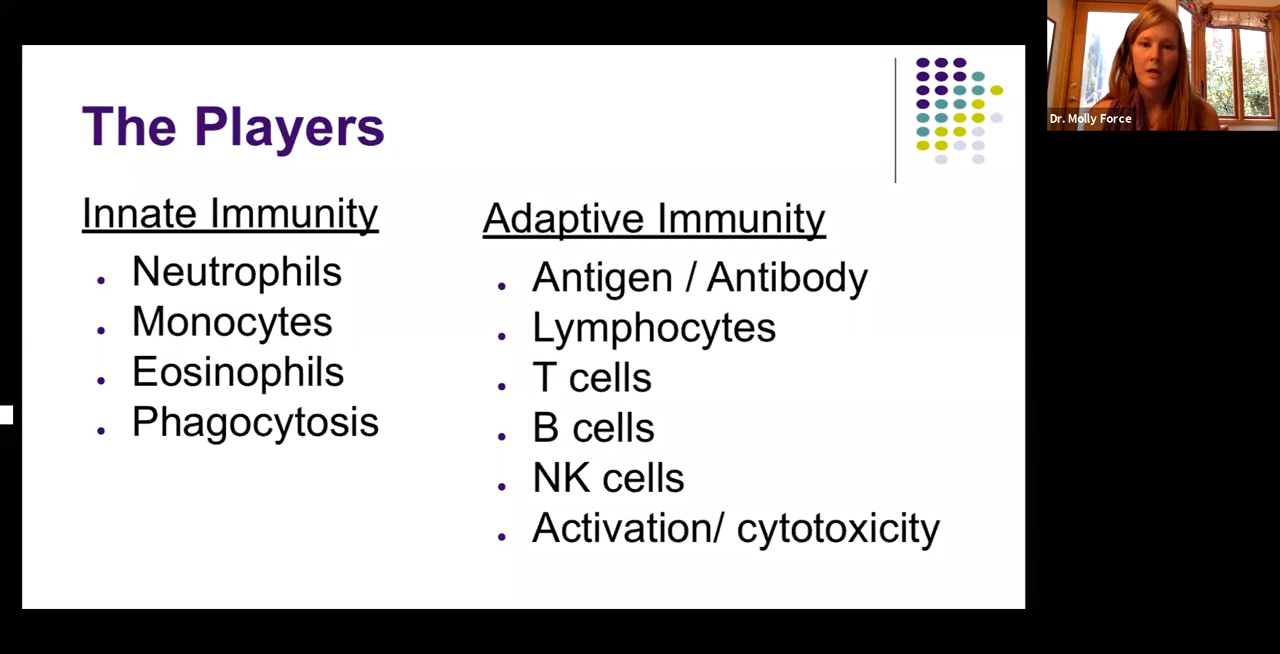 The Players
Innate Immunity
Neutrophils
Monocytes
Eosinophils
Phagocytosis
Adaptive Immunity
Antigen / Antibody
Lymphocytes
T cells
B cells
NK cells
Activation/ cytotoxicity
Dr. Molly Force